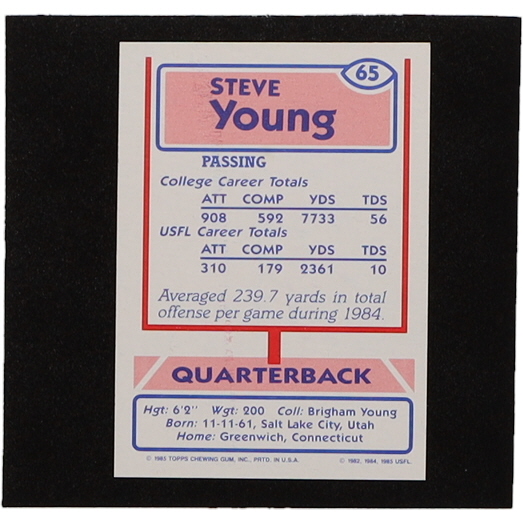 65
STEVE
Young
PASSING
College Career Totals
ATT COMP YDS TDS
908 592 7733 56
USFL Career Totals
ATT COMP YDS TDS
310 179 2361 10
Averaged 239.7 yards in total
offense per game during 1984.
QUARTERBACK
Hgt: 6'2" Wgt: 200 Coll: Brigham Young
Born: 11-11-61, Salt Lake City, Utah
Home: Greenwich, Connecticut
© 1985 TOPPS CHEWING GUM, INC., PRTD. IN U.S.A. © 1982, 1984, 1985 USFL.